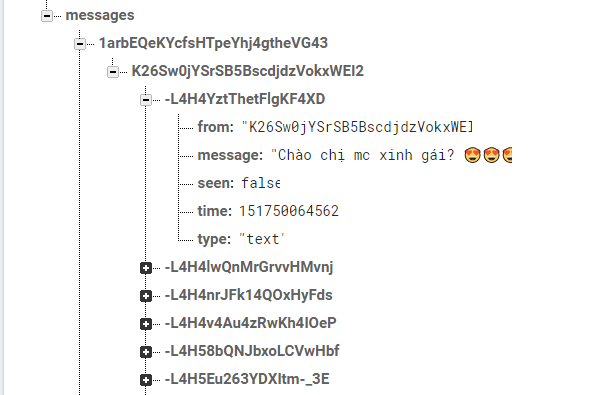 messages
1arbEQeKYcfsHTpeYhj4gtheVG43
K26Sw0jYSrSB5BscdjdzVokxWEI2
-L4H4YztThetFlgKF4XD
from: "K26Sw0jYSrSB5BscdjdzVokxWEI
message: "Chào chị mc xinh gái? 😍😍😍
seen: false
time: 151750064562
type: "text"
-L4H4lwQnMrGrvvHMvnj
-L4H4nrJFk14QOxHyFds
-L4H4v4Au4zRwKh4IOeP
-L4H58bQNJbxoLCVwHbf
-L4H5Eu263YDXItm-_3E